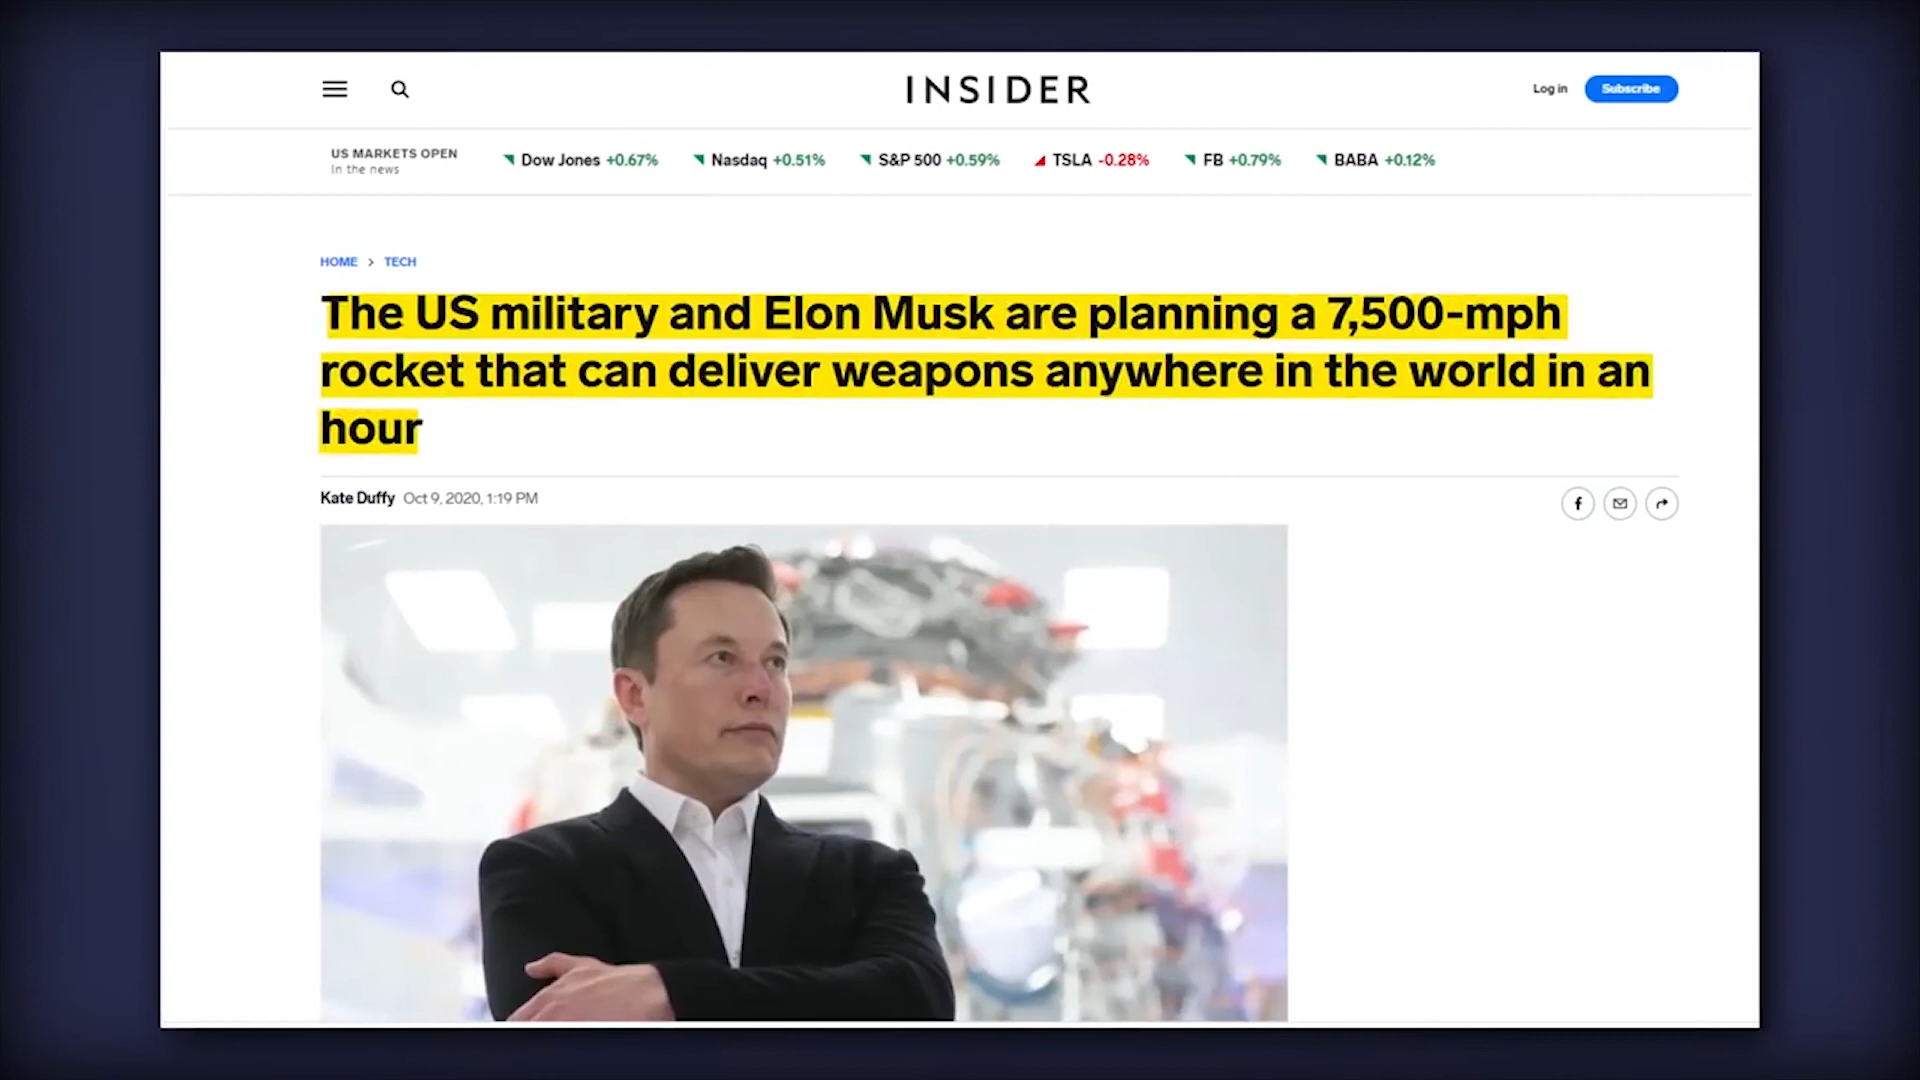 INSIDER
Log in
Subscribe
US MARKETS OPEN
In the news
Dow Jones +0.67%
Nasdaq +0.51%
S&P 500 +0.59%
TSLA -0.28%
FB +0.79%
BABA +0.12%
HOME > TECH
The US military and Elon Musk are planning a 7,500-mph
rocket that can deliver weapons anywhere in the world in an
hour
Kate Duffy Oct 9, 2020, 1:19 PM